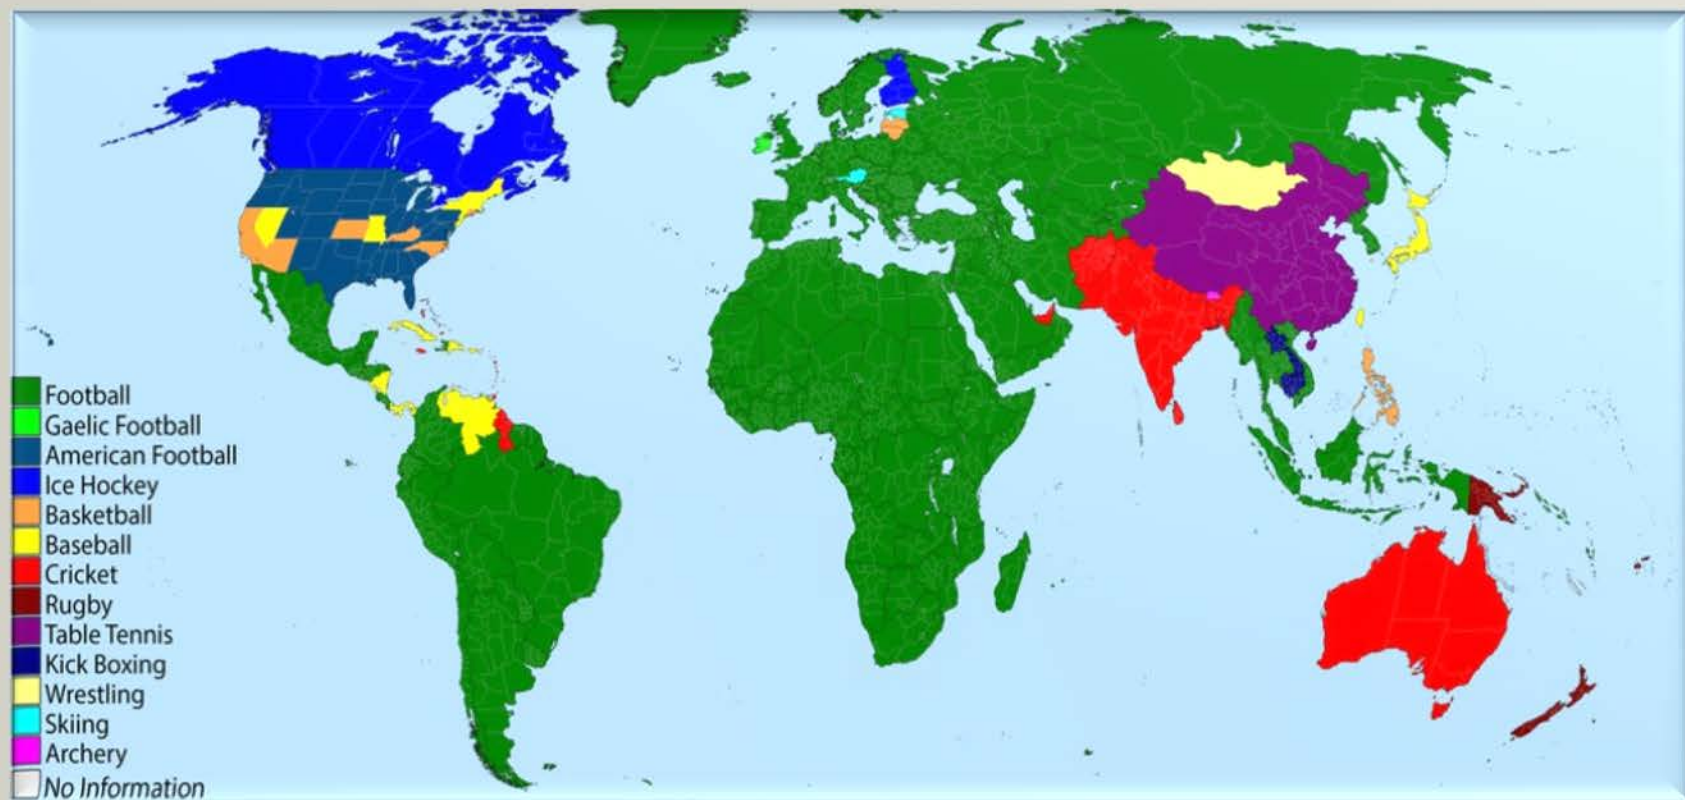 Football
Gaelic Football
American Football
Ice Hockey
Basketball
Baseball
Cricket
Rugby
Table Tennis
Kick Boxing
Wrestling
Skiing
Archery
No Information